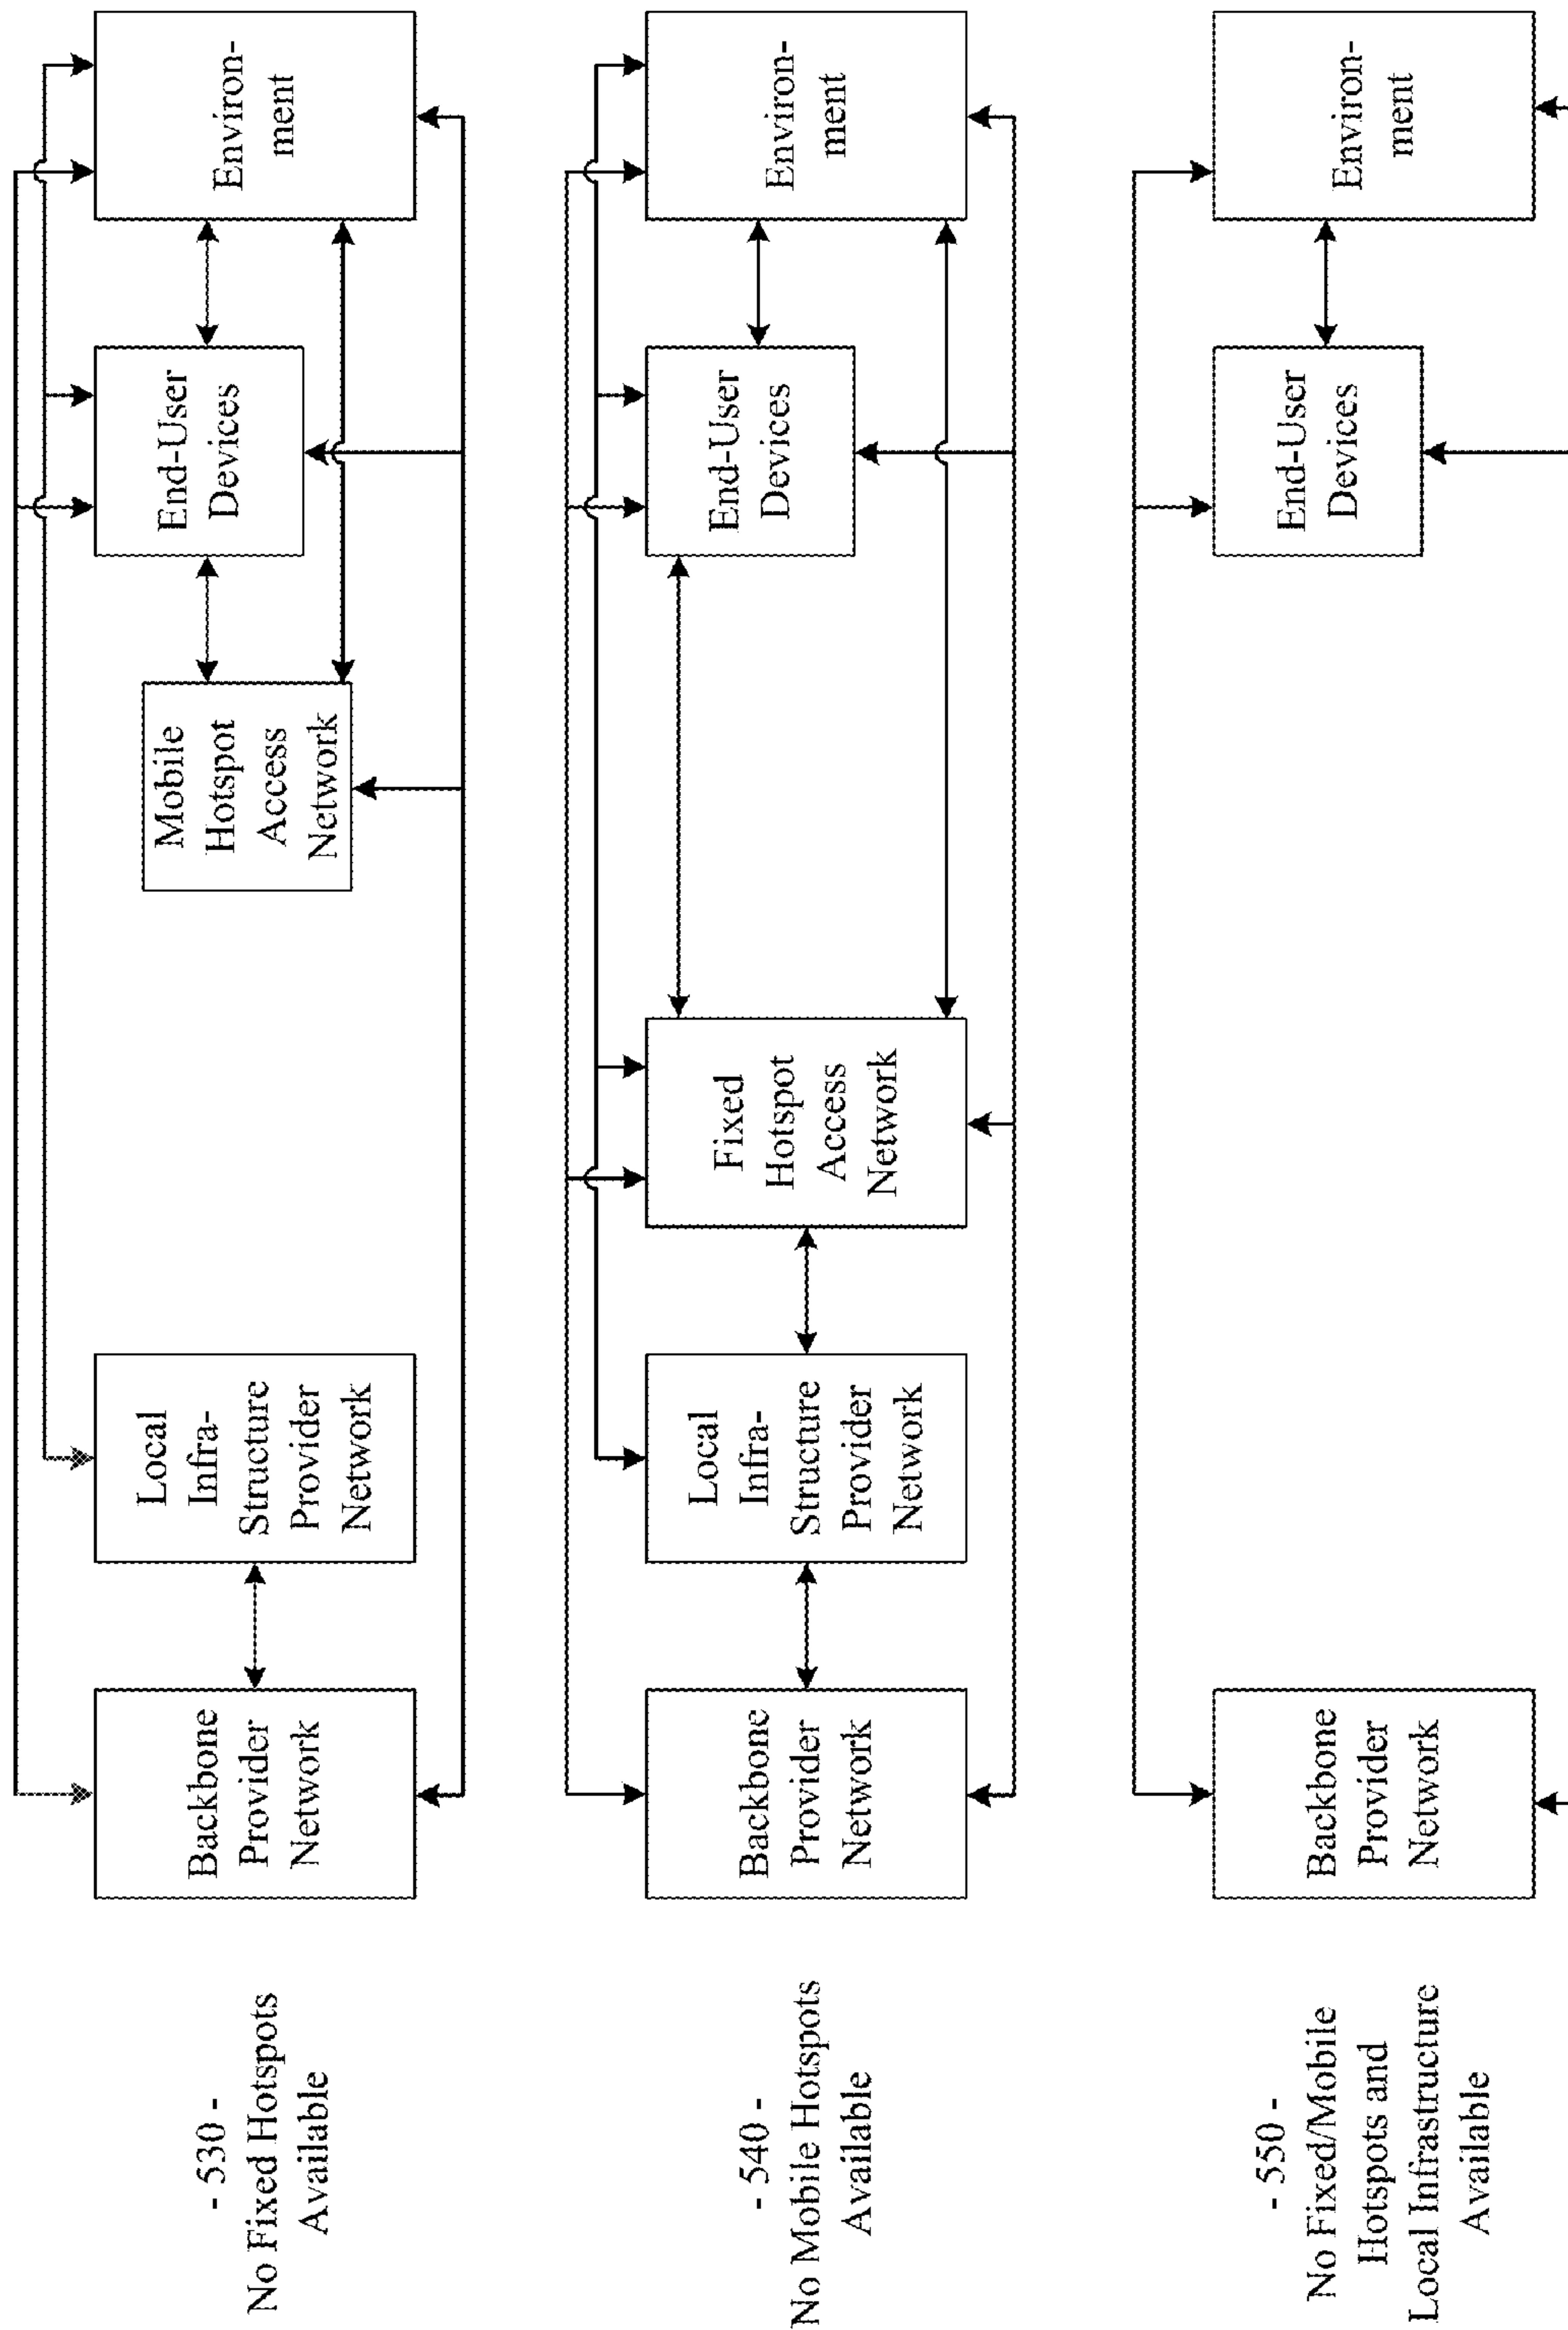 - 530 -
No Fixed Hotspots
Available
Backbone
Provider
Network
Local
Infra-
Structure
Provider
Network
Mobile
Hotspot
Access
Network
End-User
Devices
Environ-
ment
- 540 -
No Mobile Hotspots
Available
Backbone
Provider
Network
Local
Infra-
Structure
Provider
Network
Fixed
Hotspot
Access
Network
End-User
Devices
Environ-
ment
- 550 -
No Fixed/Mobile
Hotspots and
Local Infrastructure
Available
Backbone
Provider
Network
End-User
Devices
Environ-
ment